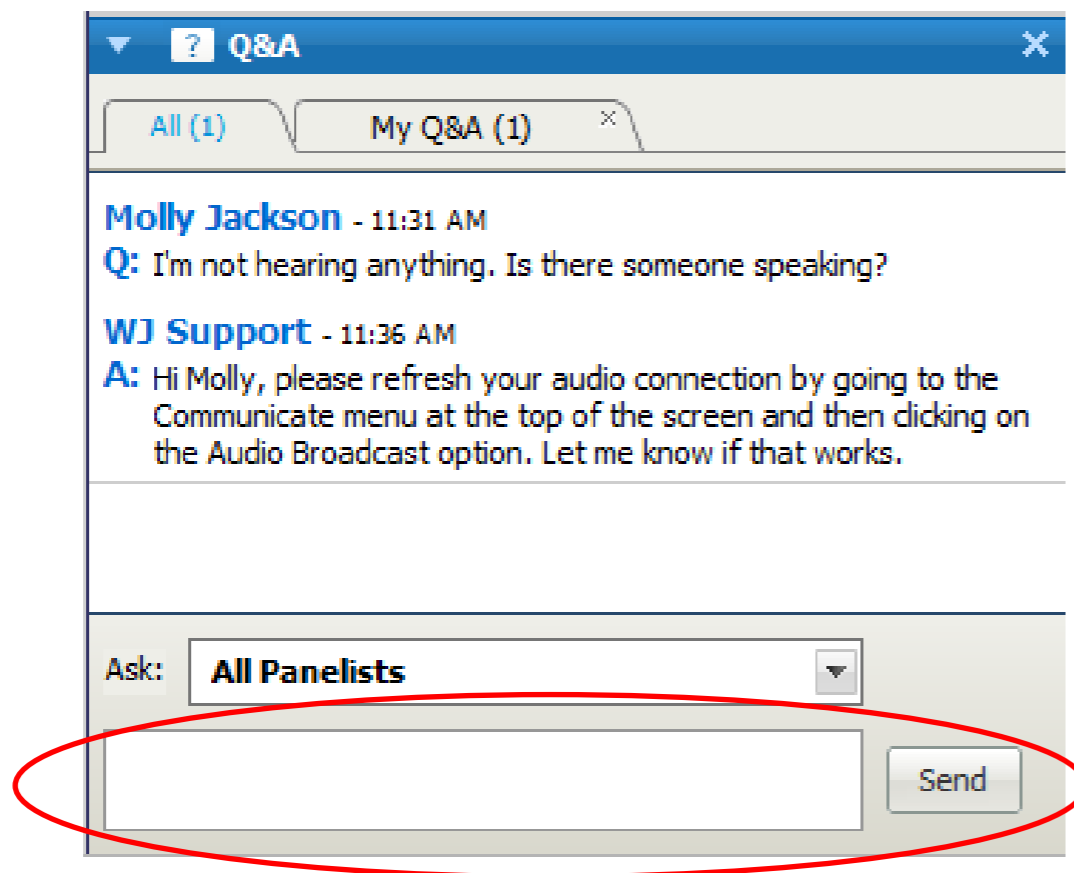 ? Q&A
All (1) My Q&A (1)
Molly Jackson - 11:31 AM
Q: I'm not hearing anything. Is there someone speaking?
WJ Support - 11:36 AM
A: Hi Molly, please refresh your audio connection by going to the
Communicate menu at the top of the screen and then clicking on
the Audio Broadcast option. Let me know if that works.
Ask: All Panelists
Send